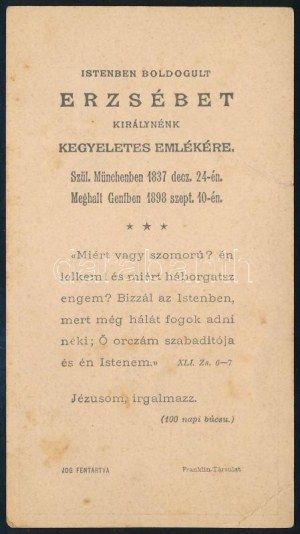 ISTENBEN BOLDOGULT
ERZSÉBET
KIRÁLYNÉNK
KEGYELETES EMLÉKÉRE.
Szül. Münchenben 1837 decz. 24-én.
Meghalt Genfben 1898 szept. 10-én.
«Miért vagy szomorú? én
lelkem! és miért háborgatsz
engem? Bizzál az Istenben,
mert még hálát fogok adni
neki; Ő orczám szabadítója
és én Istenem.» XLI. Zs. 6–7
Jézusom, irgalmazz.
(100 napi búcsu.)
JOG FENTARTVA Franklin-Társulat